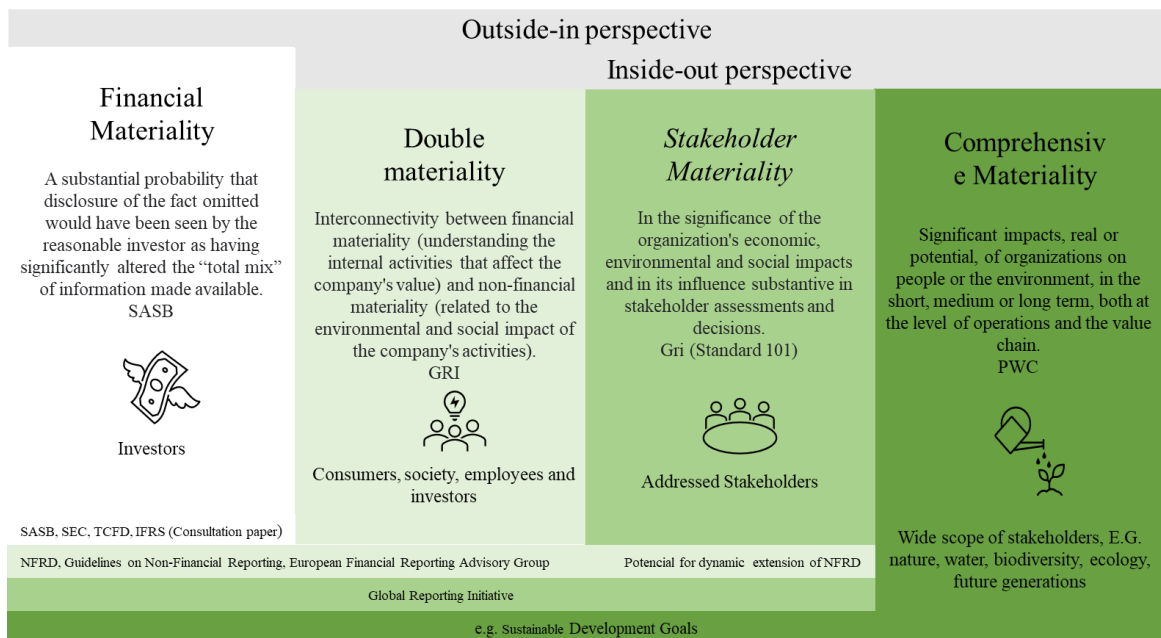 Outside-in perspective
Inside-out perspective
Financial
Materiality
A substantial probability that
disclosure of the fact omitted
would have been seen by the
reasonable investor as having
significantly altered the “total mix”
of information made available.
SASB
Investors
SASB, SEC, TCFD, IFRS (Consultation paper)
Double
materiality
Interconnectivity between financial
materiality (understanding the
internal activities that affect the
company's value) and non-financial
materiality (related to the
environmental and social impact of
the company's activities).
GRI
Consumers, society, employees and
investors
Stakeholder
Materiality
In the significance of the
organization's economic,
environmental and social impacts
and in its influence substantive in
stakeholder assessments and
decisions.
Gri (Standard 101)
Addressed Stakeholders
Comprehensiv
e Materiality
Significant impacts, real or
potential, of organizations on
people or the environment, in the
short, medium or long term, both at
the level of operations and the value
chain.
PWC
Wide scope of stakeholders, E.G.
nature, water, biodiversity, ecology,
future generations
NFRD, Guidelines on Non-Financial Reporting, European Financial Reporting Advisory Group
Potencial for dynamic extension of NFRD
Global Reporting Initiative
e.g. Sustainable Development Goals